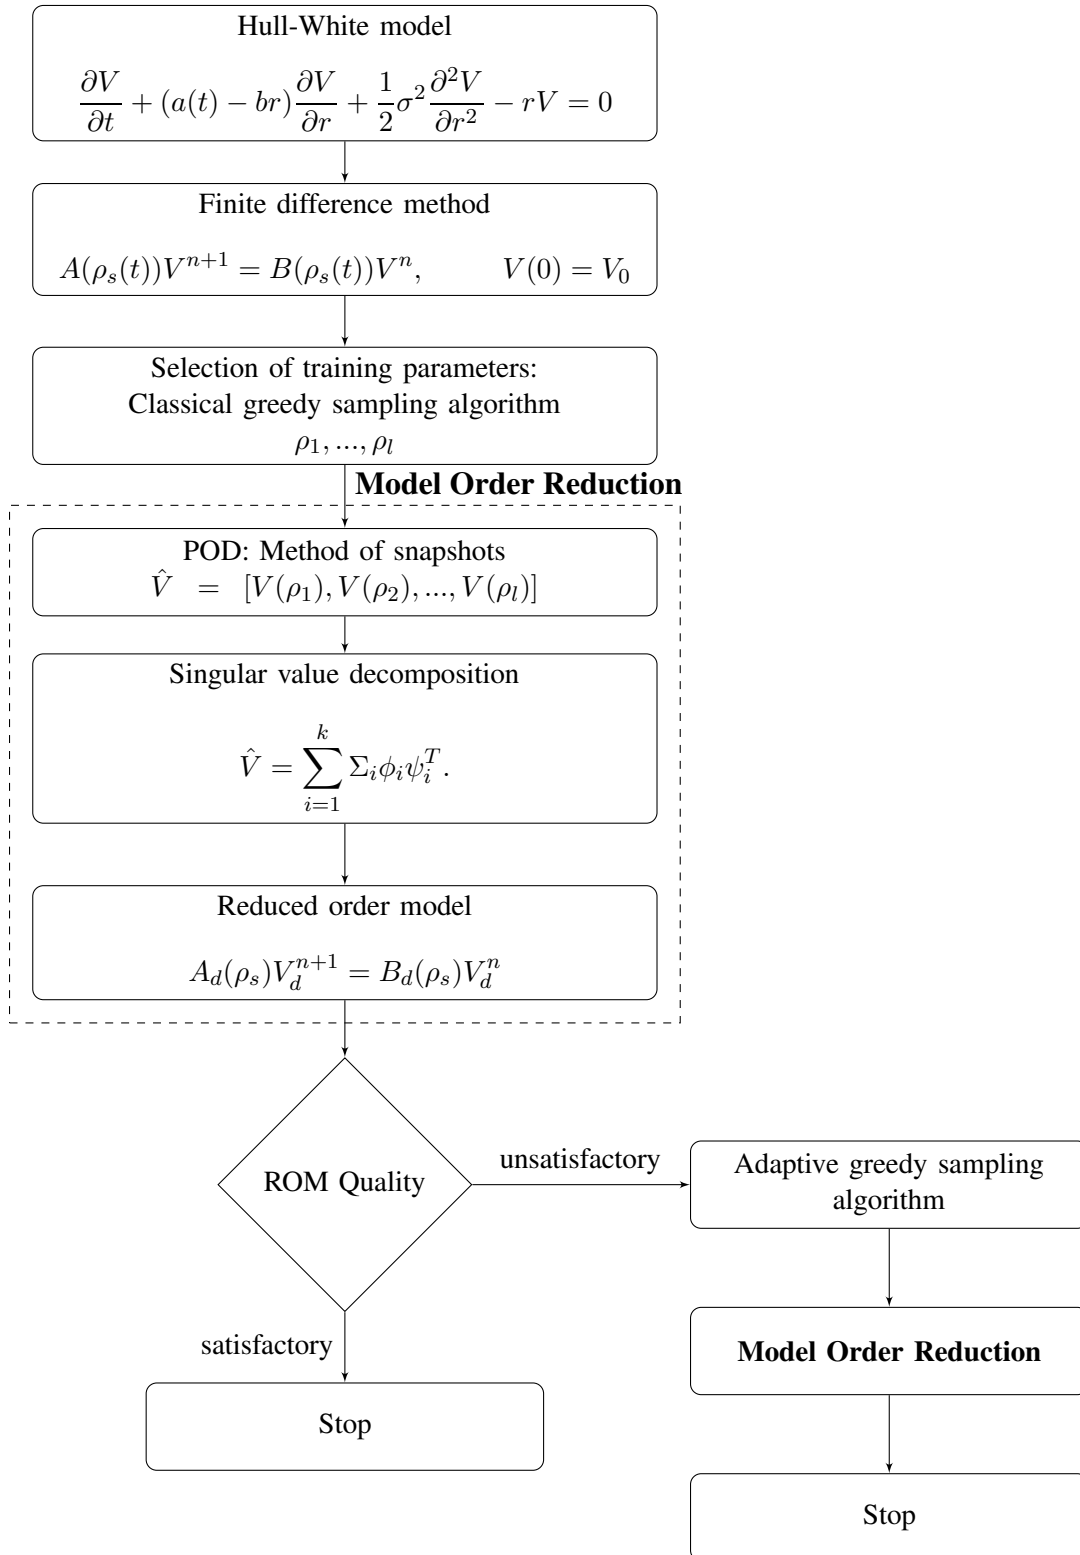 Hull-White model
∂V/∂t + (a(t) − br) ∂V/∂r + 1/2 σ² ∂²V/∂r² − rV = 0
Finite difference method
A(ρ_s(t))V^{n+1} = B(ρ_s(t))V^n, V(0) = V_0
Selection of training parameters:
Classical greedy sampling algorithm
ρ_1, ..., ρ_l
Model Order Reduction
POD: Method of snapshots
V̂ = [V(ρ_1), V(ρ_2), ..., V(ρ_l)]
Singular value decomposition
V̂ = ∑_{i=1}^{k} Σ_i φ_i ψ_i^T.
Reduced order model
A_d(ρ_s)V_d^{n+1} = B_d(ρ_s)V_d^n
ROM Quality
unsatisfactory
Adaptive greedy sampling
algorithm
satisfactory
Model Order Reduction
Stop
Stop